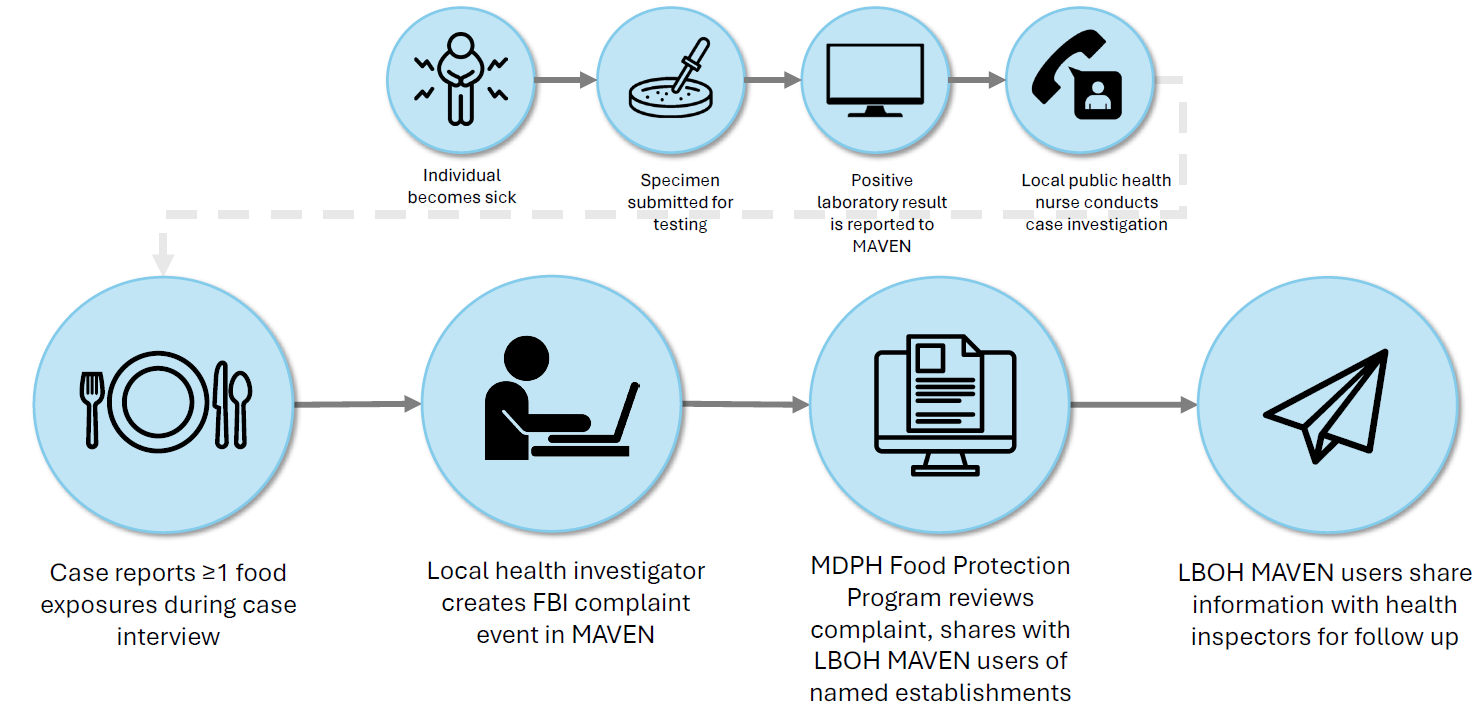 Individual
becomes sick
Specimen
submitted for
testing
Positive
laboratory result
is reported to
MAVEN
Local public health
nurse conducts
case investigation
Case reports ≥1 food
exposures during case
interview
Local health investigator
creates FBI complaint
event in MAVEN
MDPH Food Protection
Program reviews
complaint, shares with
LBOH MAVEN users of
named establishments
LBOH MAVEN users share
information with health
inspectors for follow up